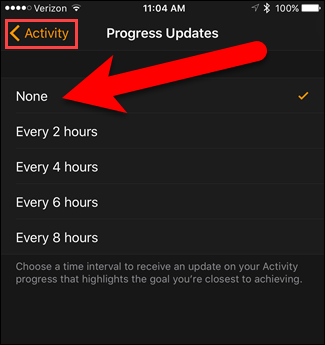 Verizon 11:04 AM 100%
Activity Progress Updates
None
Every 2 hours
Every 4 hours
Every 6 hours
Every 8 hours
Choose a time interval to receive an update on your Activity
progress that highlights the goal you're closest to achieving.